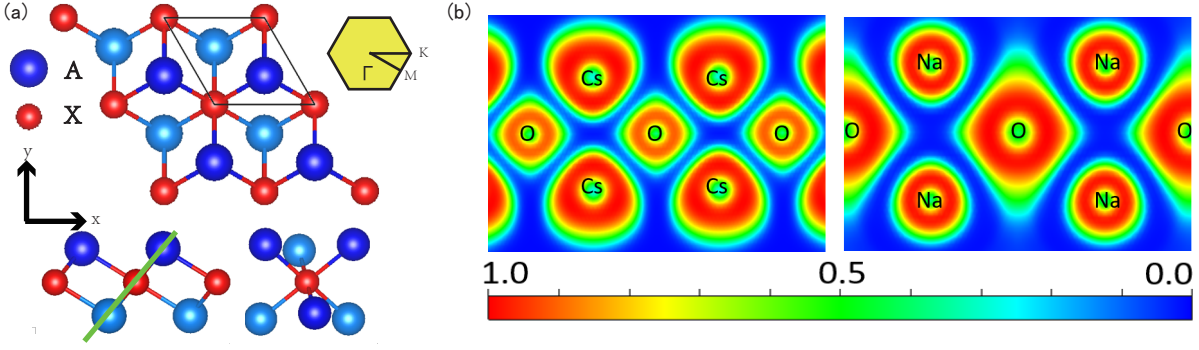 (a)
A
X
Γ
K
M
y
x
(b)
Cs Cs
O O O
Cs Cs
Na Na
O O O
Na Na
1.0 0.5 0.0